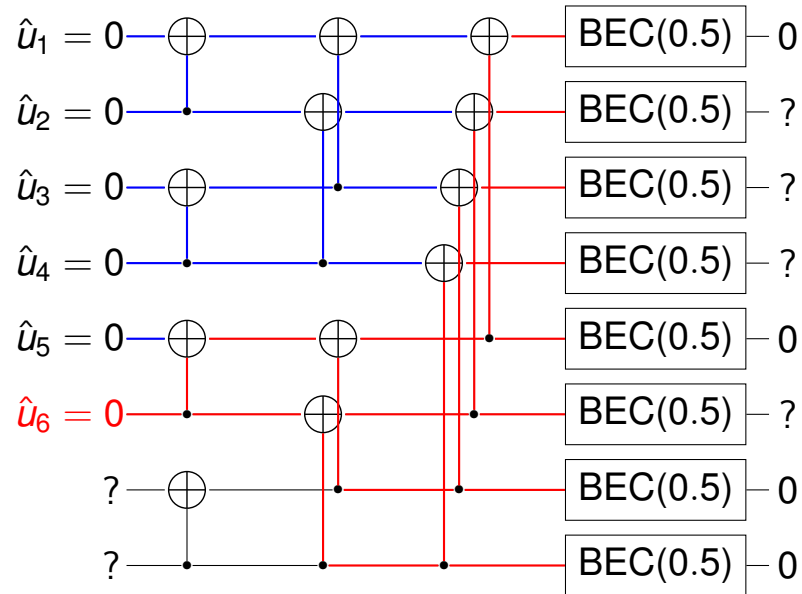 û₁ = 0 BEC(0.5) 0
û₂ = 0 BEC(0.5) ?
û₃ = 0 BEC(0.5) ?
û₄ = 0 BEC(0.5) ?
û₅ = 0 BEC(0.5) 0
û₆ = 0 BEC(0.5) ?
? BEC(0.5) 0
? BEC(0.5) 0